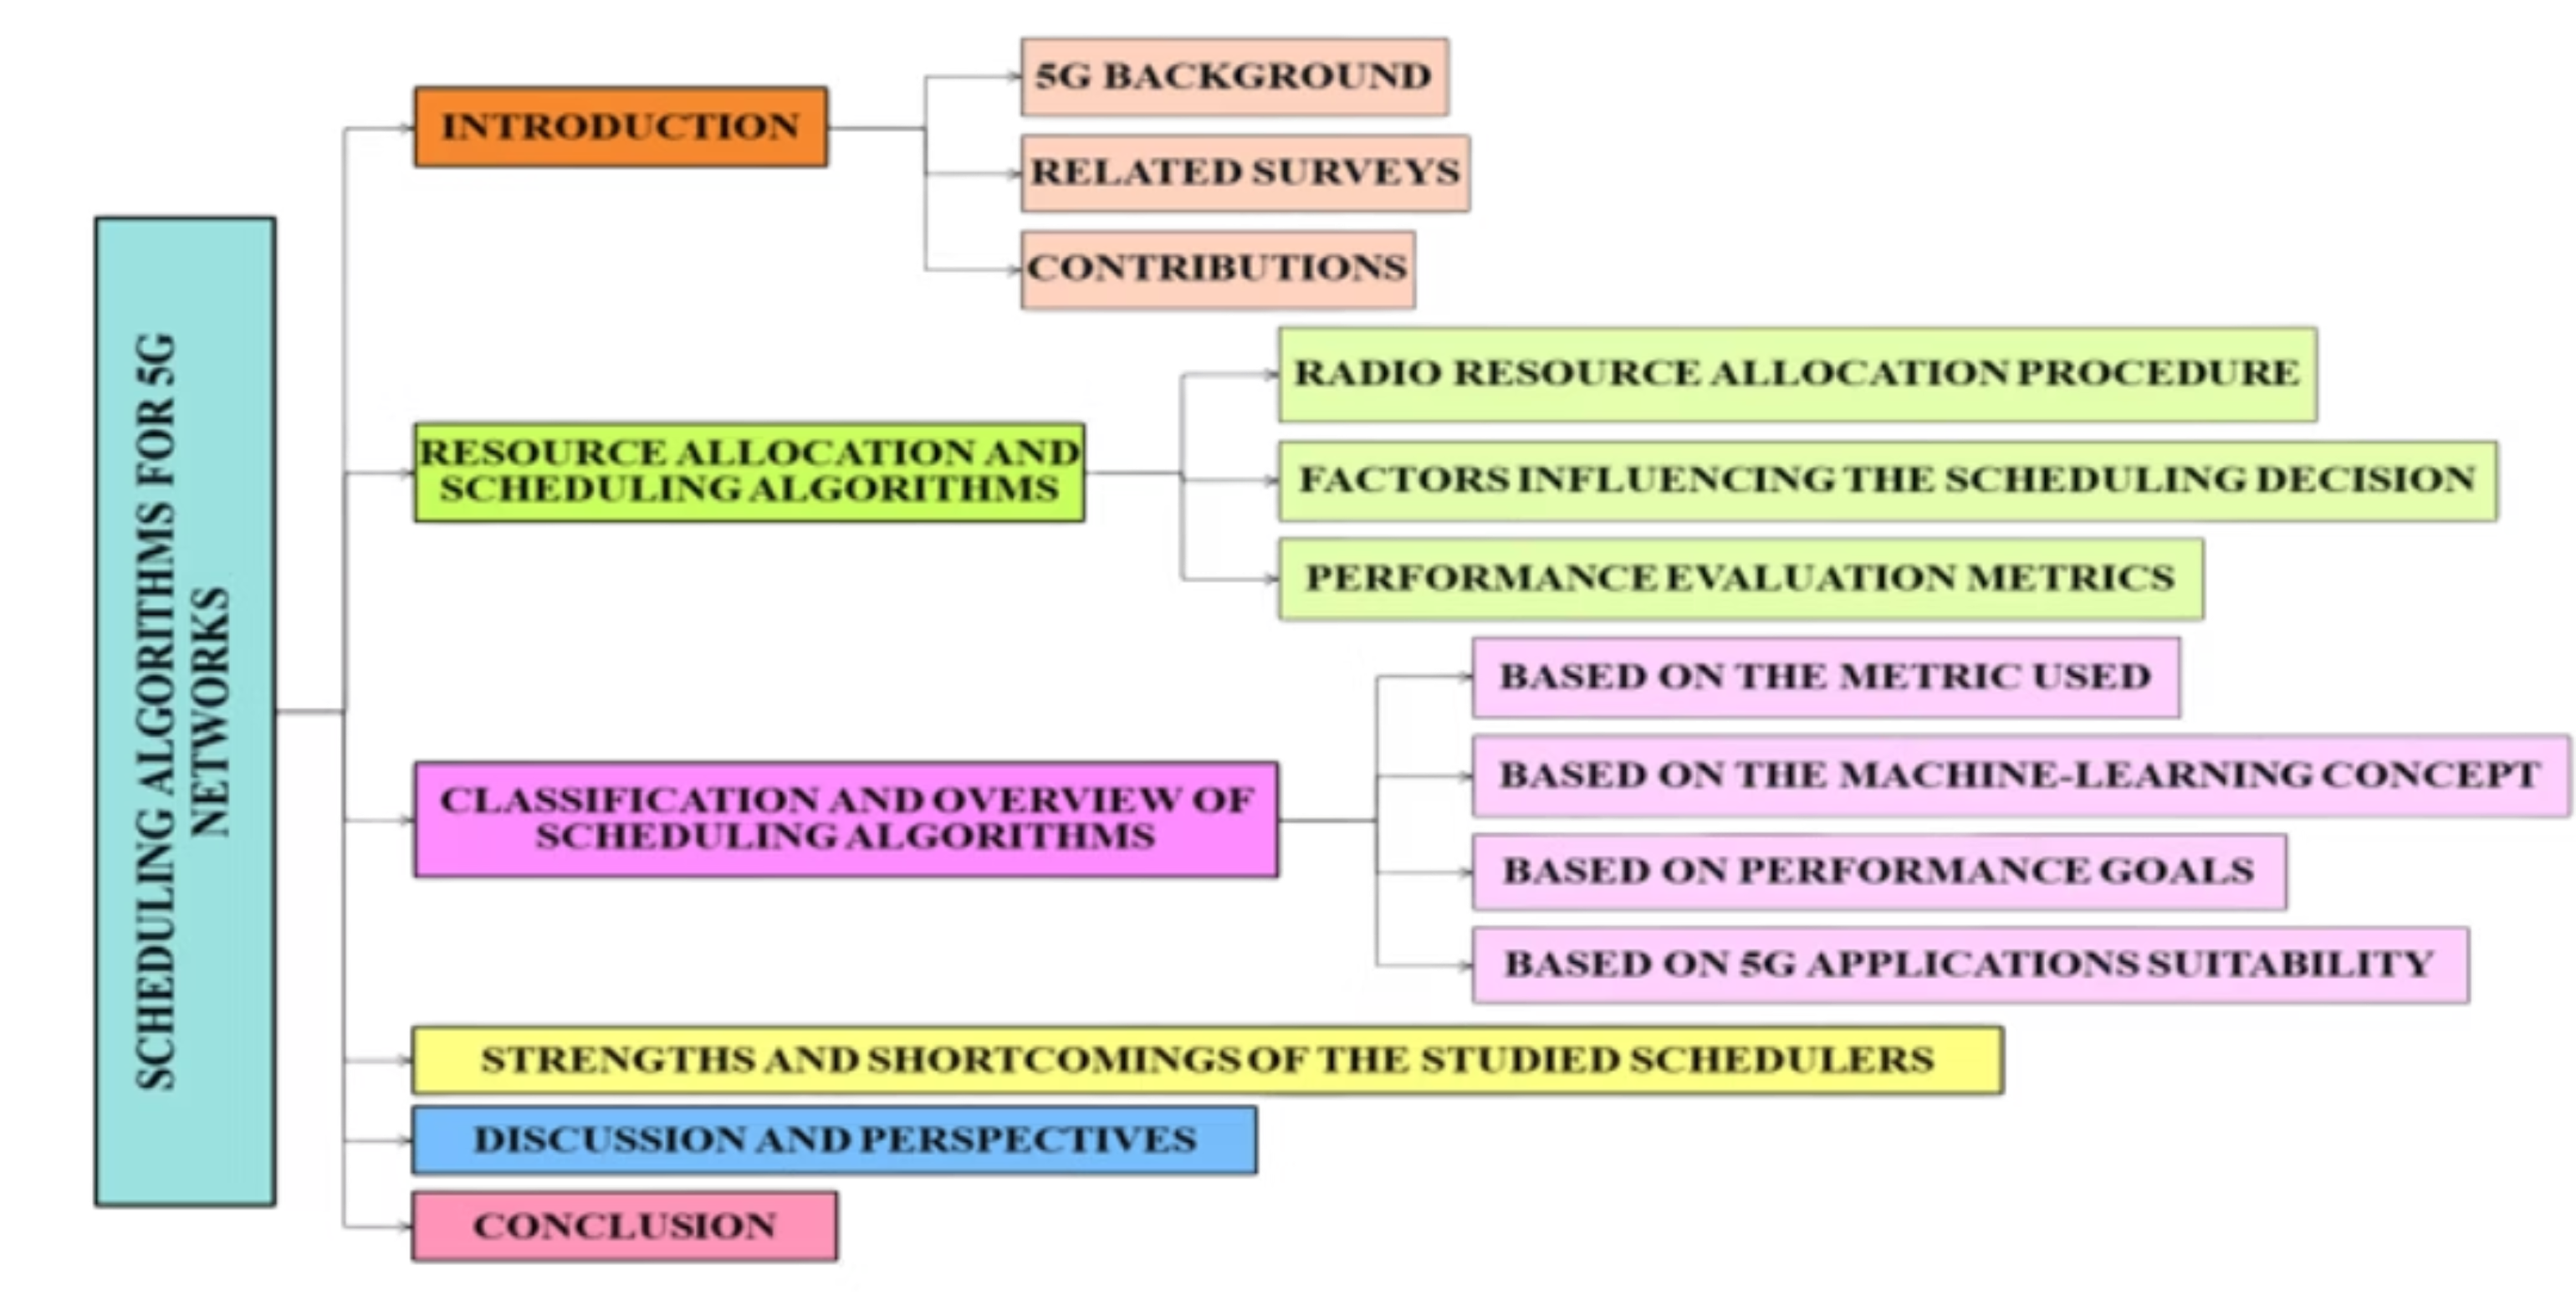 SCHEDULING ALGORITHMS FOR 5G
NETWORKS
INTRODUCTION
5G BACKGROUND
RELATED SURVEYS
CONTRIBUTIONS
RESOURCE ALLOCATION AND
SCHEDULING ALGORITHMS
RADIO RESOURCE ALLOCATION PROCEDURE
FACTORS INFLUENCING THE SCHEDULING DECISION
PERFORMANCE EVALUATION METRICS
CLASSIFICATION AND OVERVIEW OF
SCHEDULING ALGORITHMS
BASED ON THE METRIC USED
BASED ON THE MACHINE-LEARNING CONCEPT
BASED ON PERFORMANCE GOALS
BASED ON 5G APPLICATIONS SUITABILITY
STRENGTHS AND SHORTCOMINGS OF THE STUDIED SCHEDULERS
DISCUSSION AND PERSPECTIVES
CONCLUSION